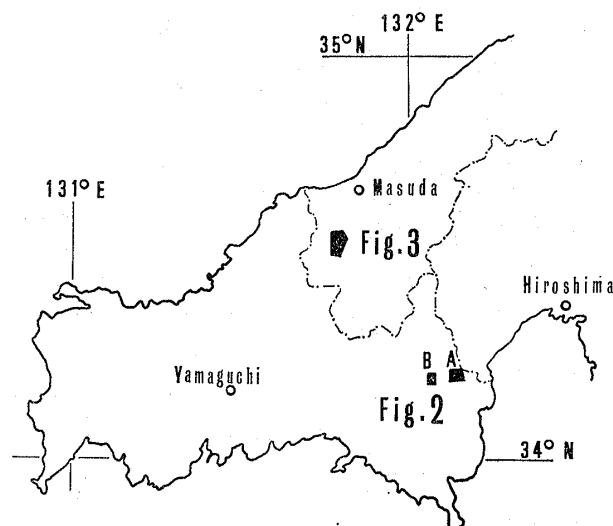 132° E
35° N
131° E
Masuda
Fig. 3
Hiroshima
B A
Yamaguchi
Fig. 2
34° N